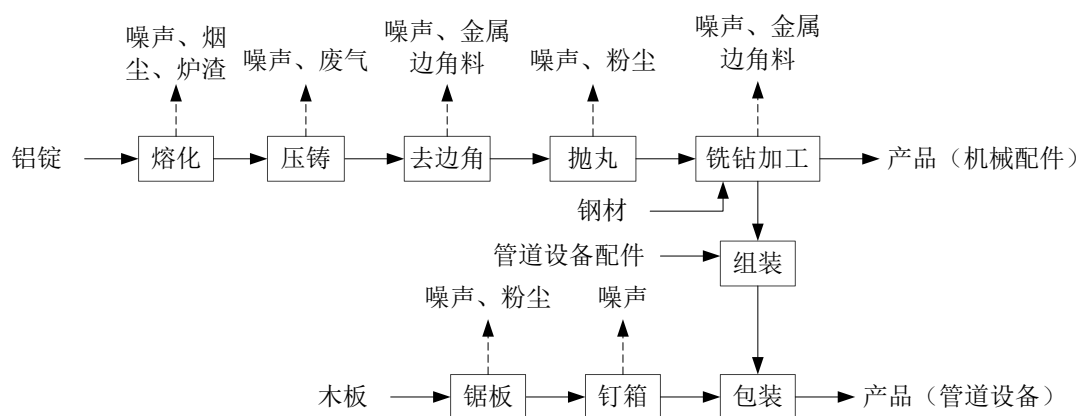 噪声、烟
尘、炉渣
噪声、废气
噪声、金属
边角料
噪声、粉尘
噪声、金属
边角料
铝锭
熔化
压铸
去边角
抛丸
铣钻加工
产品（机械配件）
钢材
管道设备配件
组装
噪声、粉尘
噪声
木板
锯板
钉箱
包装
产品（管道设备）